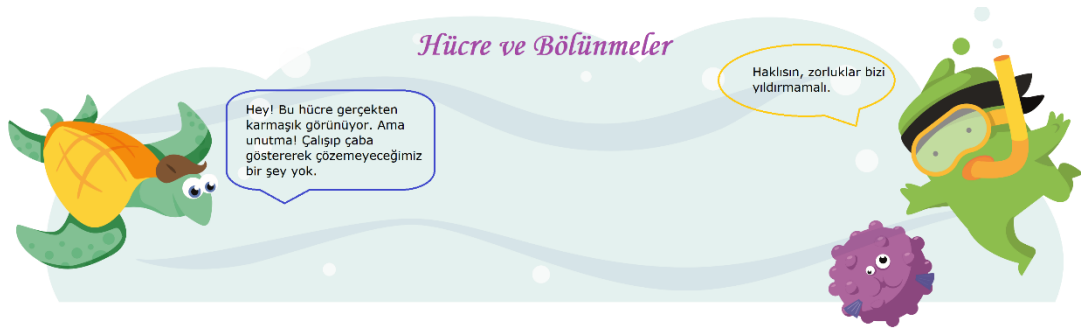 Hücre ve Bölünmeler
Hey! Bu hücre gerçekten
karmaşık görünüyor. Ama
unutma! Çalışıp çaba
göstererek çözemeyeceğimiz
bir şey yok.
Haklısın, zorluklar bizi
yıldırmamalı.